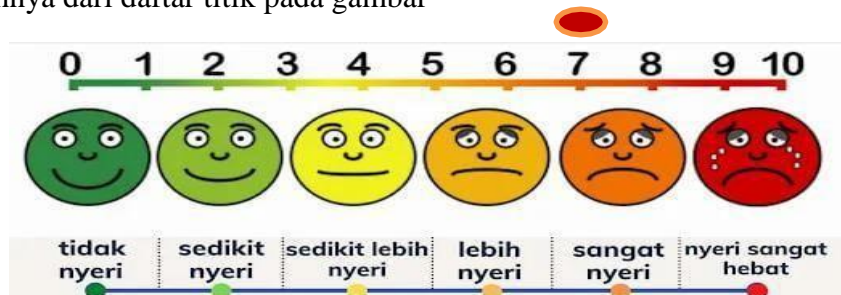 dari daftar titik pada gambar
0 1 2 3 4 5 6 7 8 9 10
tidak nyeri
sedikit nyeri
sedikit lebih nyeri
lebih nyeri
sangat nyeri
nyeri sangat hebat